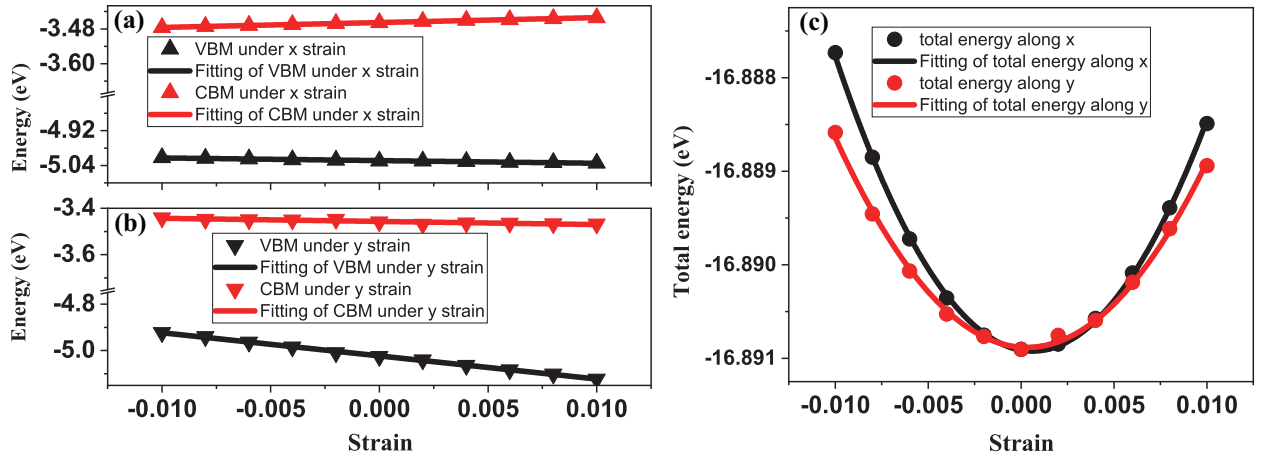 (a)
-3.48
-3.60
-4.92
-5.04
Energy (eV)
VBM under x strain
Fitting of VBM under x strain
CBM under x strain
Fitting of CBM under x strain
(b)
-3.4
-3.6
-4.8
-5.0
Energy (eV)
VBM under y strain
Fitting of VBM under y strain
CBM under y strain
Fitting of CBM under y strain
-0.010
-0.005
0.000
0.005
0.010
Strain
(c)
total energy along x
Fitting of total energy along x
total energy along y
Fitting of total energy along y
-16.888
-16.889
-16.890
-16.891
Total energy (eV)
-0.010
-0.005
0.000
0.005
0.010
Strain